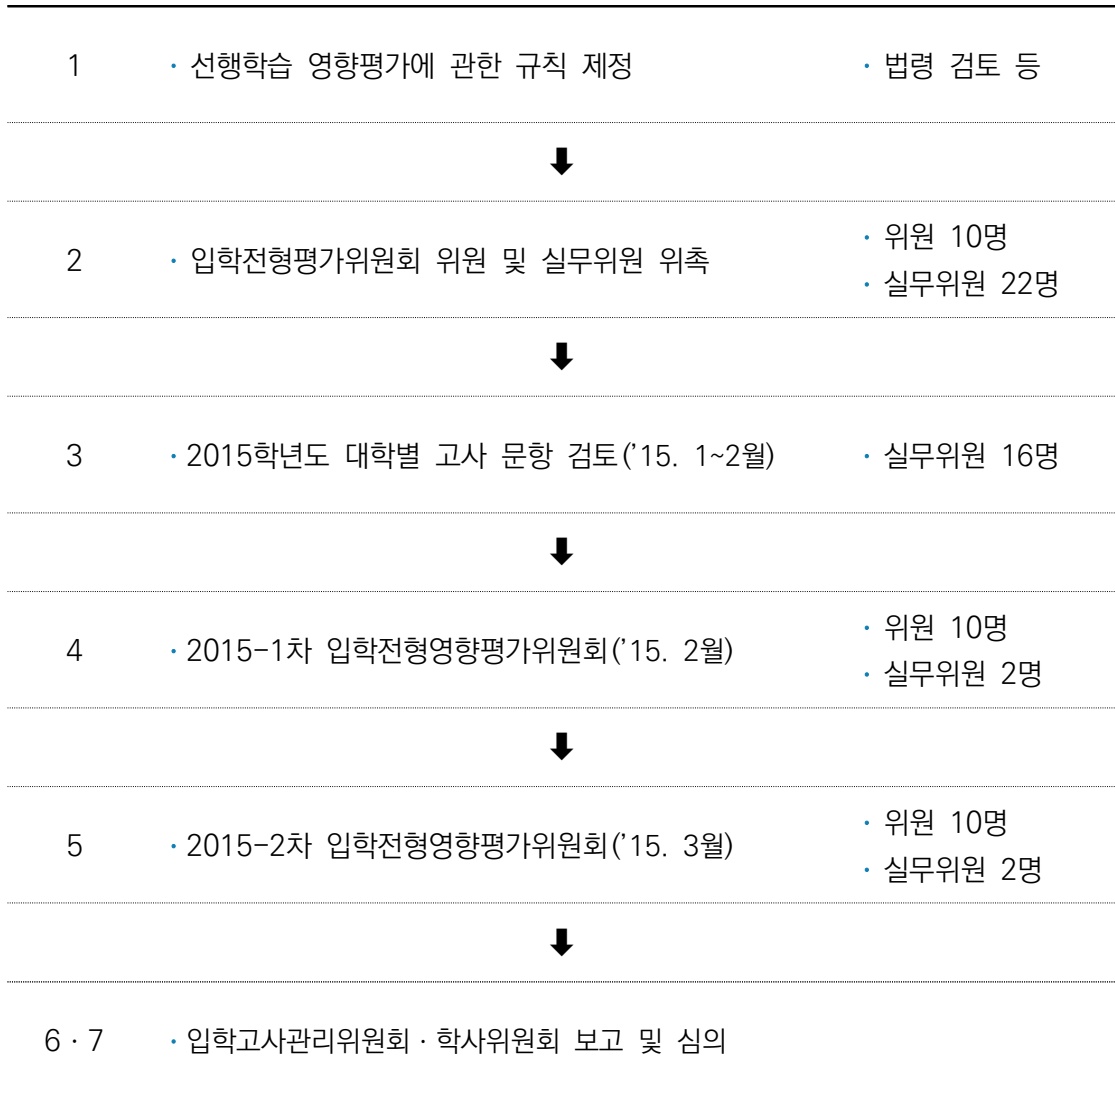 1 · 선행학습 영향평가에 관한 규칙 제정 · 법령 검토 등
⬇
2 · 입학전형평가위원회 위원 및 실무위원 위촉 · 위원 10명
· 실무위원 22명
⬇
3 · 2015학년도 대학별 고사 문항 검토(’15. 1~2월) · 실무위원 16명
⬇
4 · 2015-1차 입학전형영향평가위원회(’15. 2월) · 위원 10명
· 실무위원 2명
⬇
5 · 2015-2차 입학전형영향평가위원회(’15. 3월) · 위원 10명
· 실무위원 2명
⬇
6 · 7 · 입학고사관리위원회 · 학사위원회 보고 및 심의